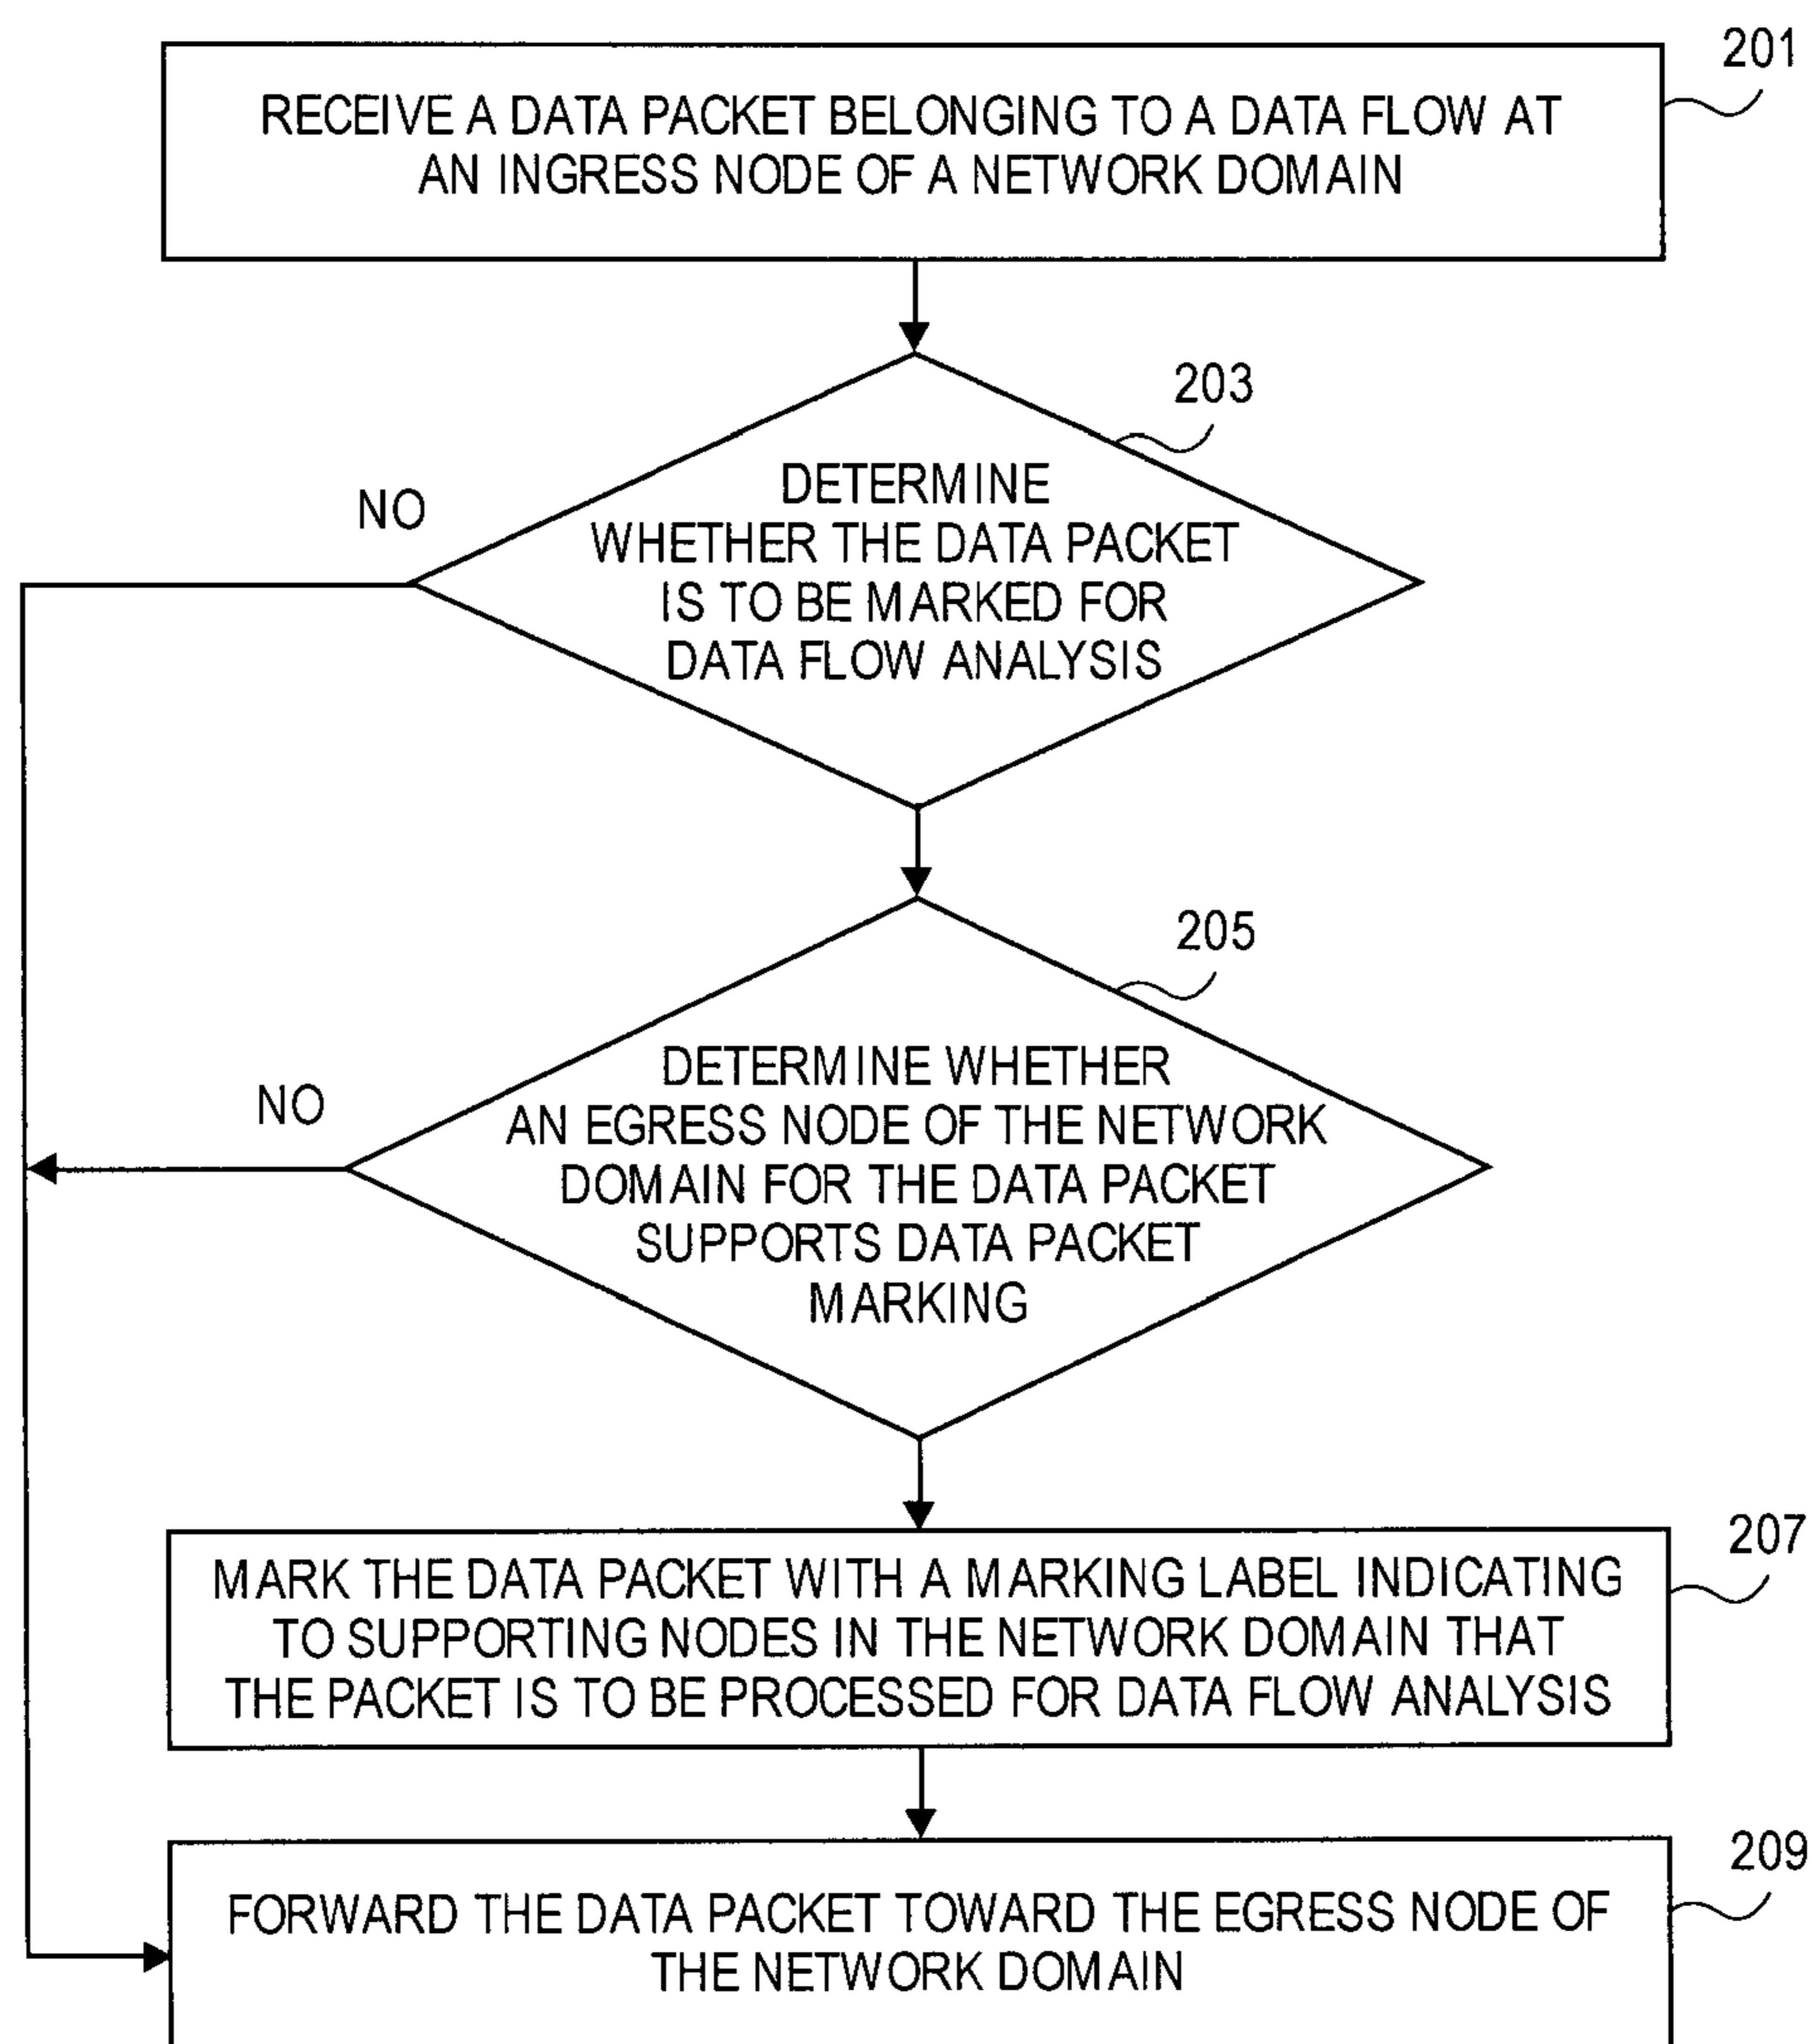 201
RECEIVE A DATA PACKET BELONGING TO A DATA FLOW AT
AN INGRESS NODE OF A NETWORK DOMAIN
203
NO
DETERMINE
WHETHER THE DATA PACKET
IS TO BE MARKED FOR
DATA FLOW ANALYSIS
205
NO
DETERMINE WHETHER
AN EGRESS NODE OF THE NETWORK
DOMAIN FOR THE DATA PACKET
SUPPORTS DATA PACKET
MARKING
207
MARK THE DATA PACKET WITH A MARKING LABEL INDICATING
TO SUPPORTING NODES IN THE NETWORK DOMAIN THAT
THE PACKET IS TO BE PROCESSED FOR DATA FLOW ANALYSIS
209
FORWARD THE DATA PACKET TOWARD THE EGRESS NODE OF
THE NETWORK DOMAIN